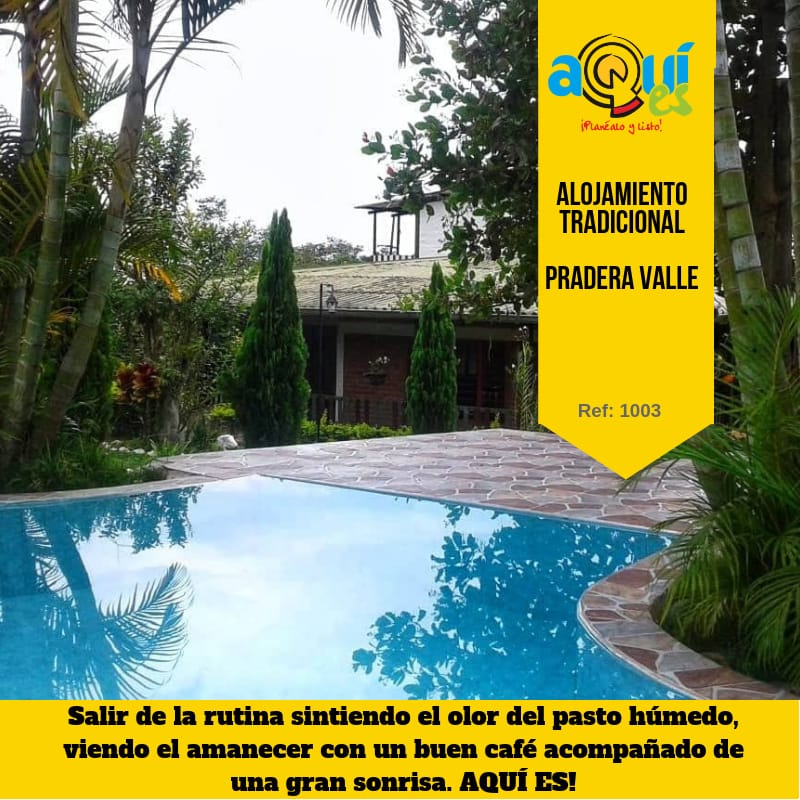 aQUÍ
es
¡Planéalo y listo!
ALOJAMIENTO
TRADICIONAL
PRADERA VALLE
Ref: 1003
Salir de la rutina sintiendo el olor del pasto húmedo,
viendo el amanecer con un buen café acompañado de
una gran sonrisa. AQUÍ ES!